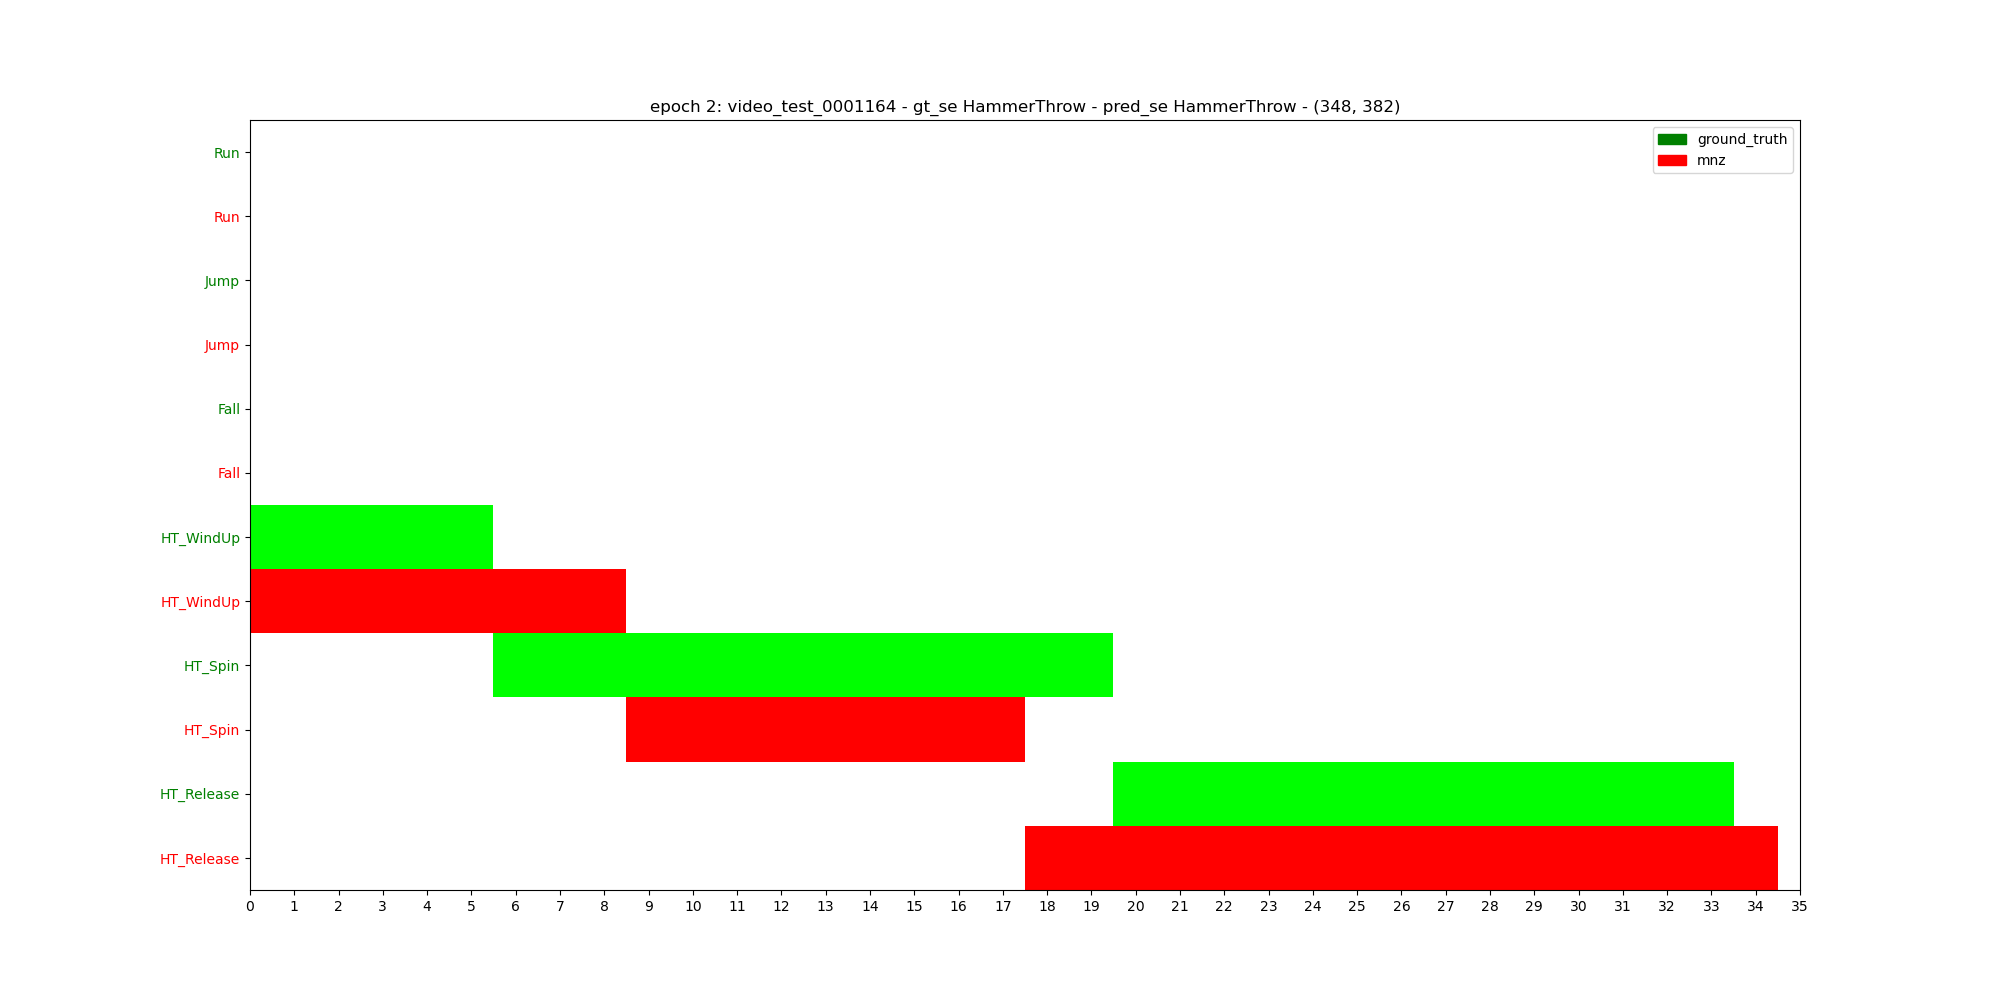 epoch 2: video_test_0001164 - gt_se HammerThrow - pred_se HammerThrow - (348, 382)
ground_truth
mnz
Run
Run
Jump
Jump
Fall
Fall
HT_WindUp
HT_WindUp
HT_Spin
HT_Spin
HT_Release
HT_Release
0 1 2 3 4 5 6 7 8 9 10 11 12 13 14 15 16 17 18 19 20 21 22 23 24 25 26 27 28 29 30 31 32 33 34 35